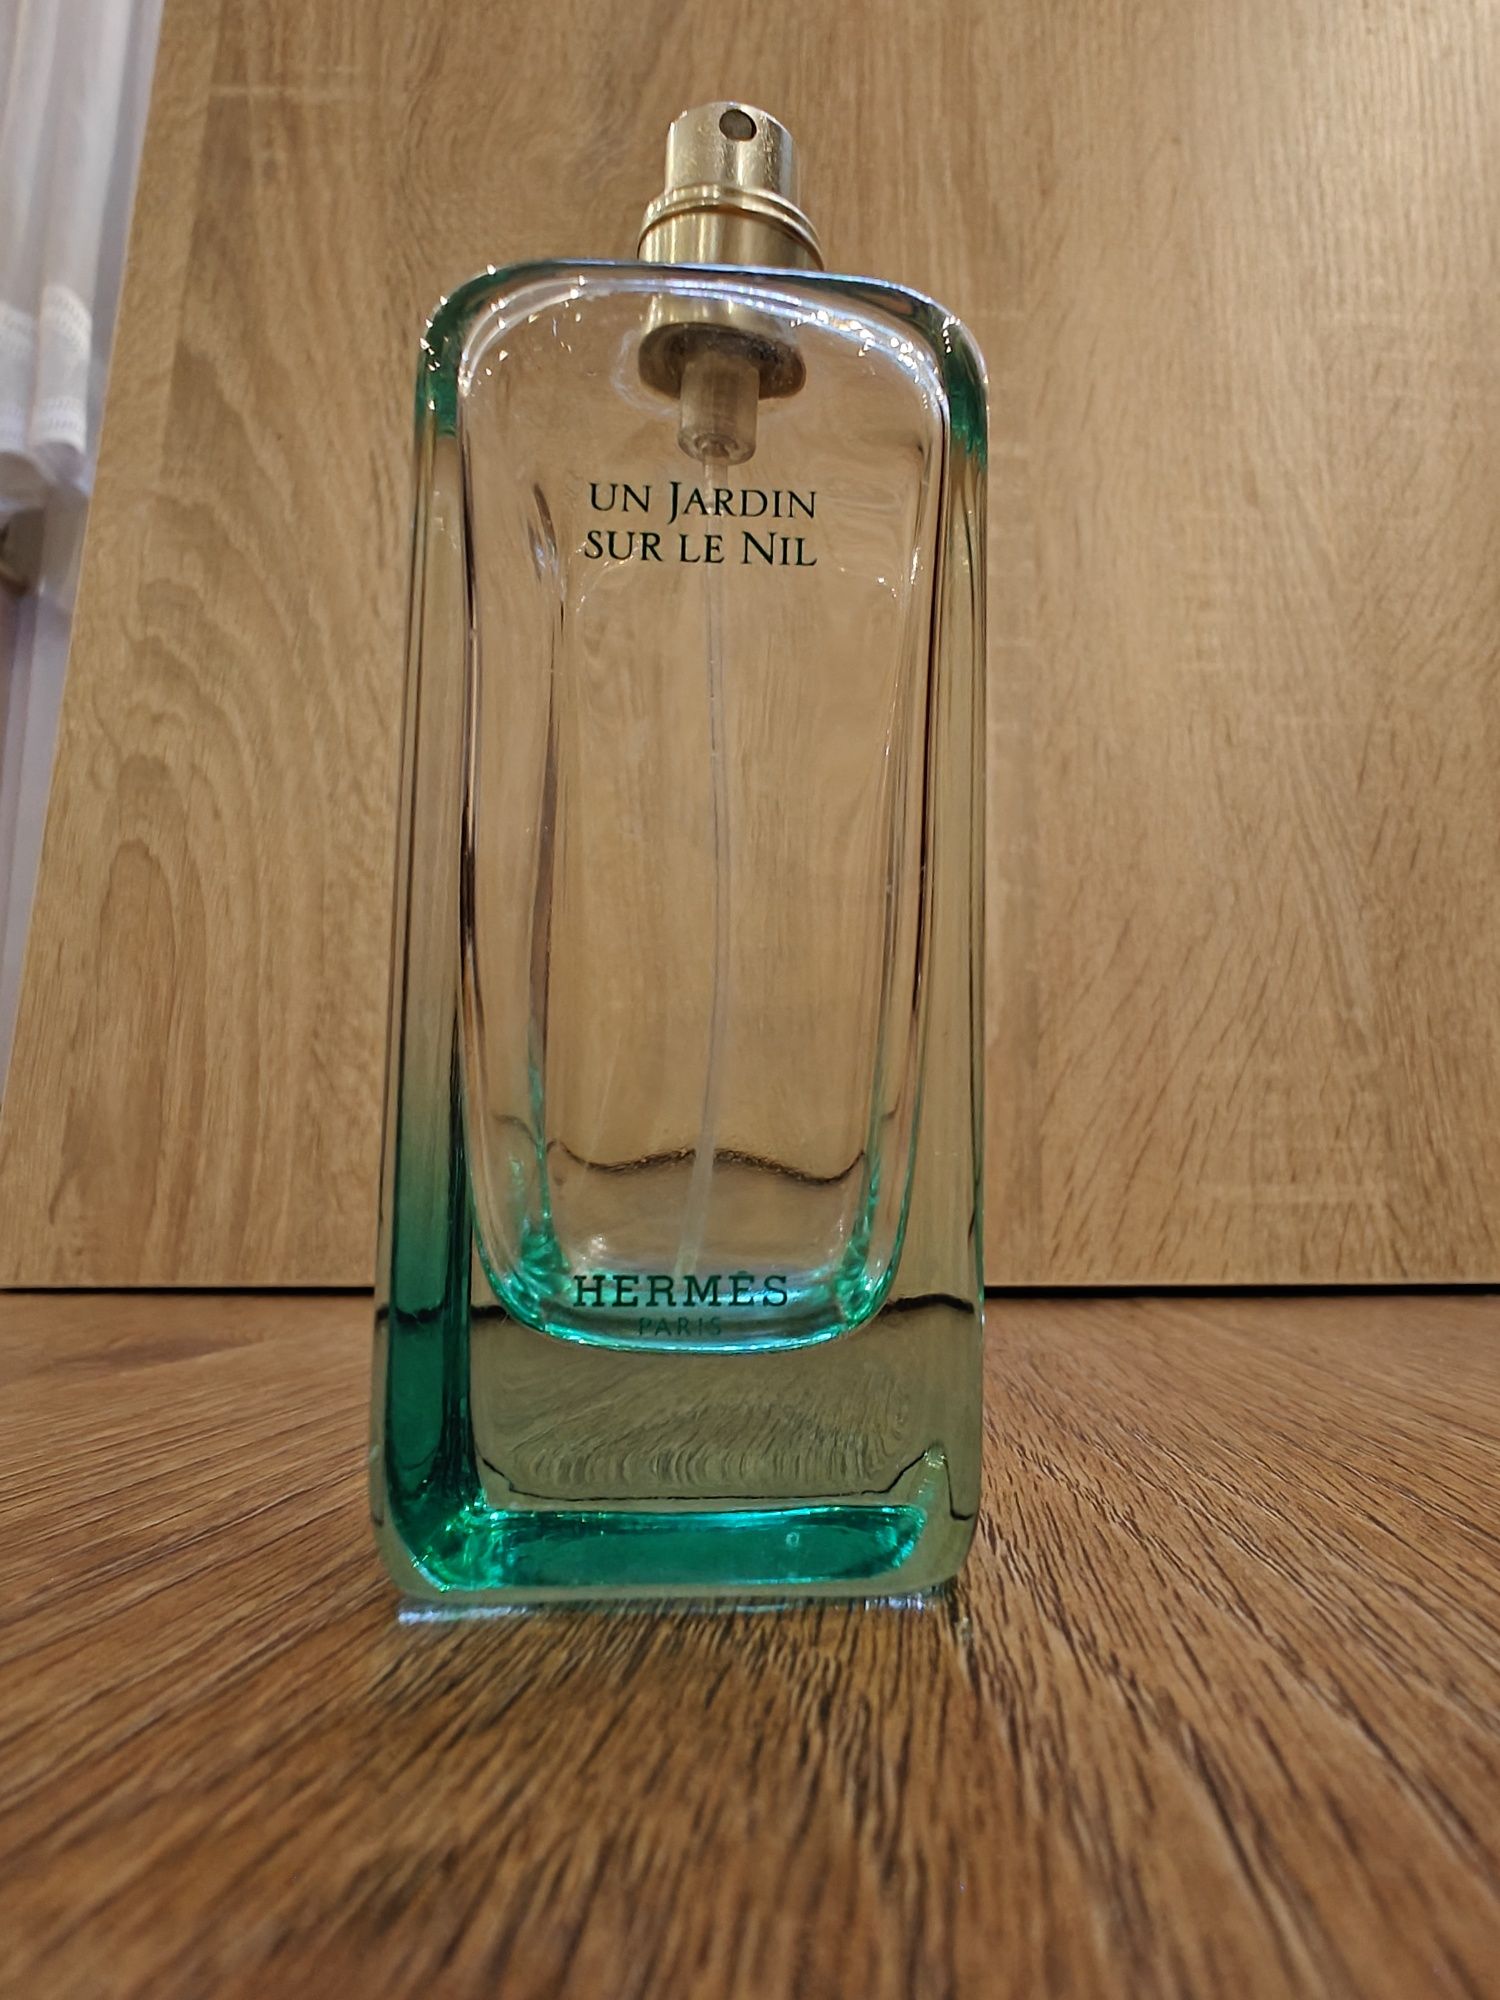 UN JARDIN
SUR LE NIL
HERMÈS
PARIS